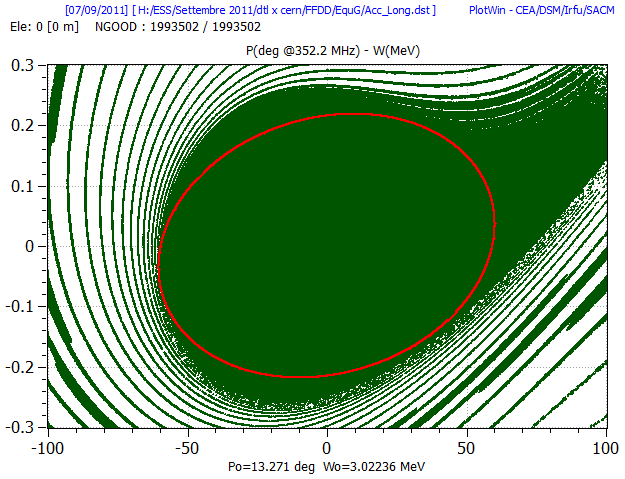 [07/09/2011] [ H:/ESS/Settembre 2011/dtl x cern/FFDD/EquG/Acc_Long.dst ] PlotWin - CEA/DSM/Irfu/SACM
Ele: 0 [0 m] NGOOD : 1993502 / 1993502
P(deg @352.2 MHz) - W(MeV)
0.3
0.2
0.1
0
-0.1
-0.2
-0.3
-100 -50 0 50 100
Po=13.271 deg Wo=3.02236 MeV